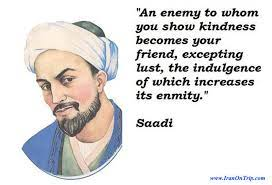 "An enemy to whom
you show kindness
becomes your
friend, excepting
lust, the indulgence
of which increases
its enmity."
Saadi
www.IranOnTrip.com